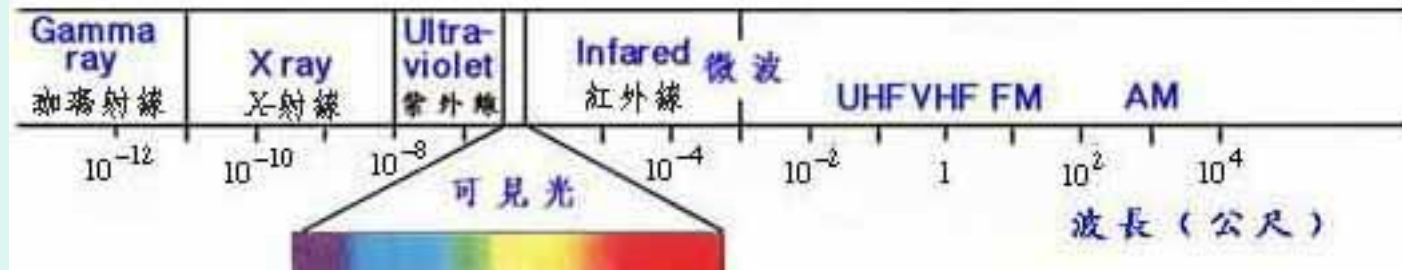 Gamma
ray
珈瑪射線
X ray
X-射線
Ultra-
violet
紫外線
Infared
紅外線
微波
UHF VHF FM
AM
10⁻¹²
10⁻¹⁰
10⁻⁸
10⁻⁴
10⁻²
1
10²
10⁴
可見光
波長(公尺)